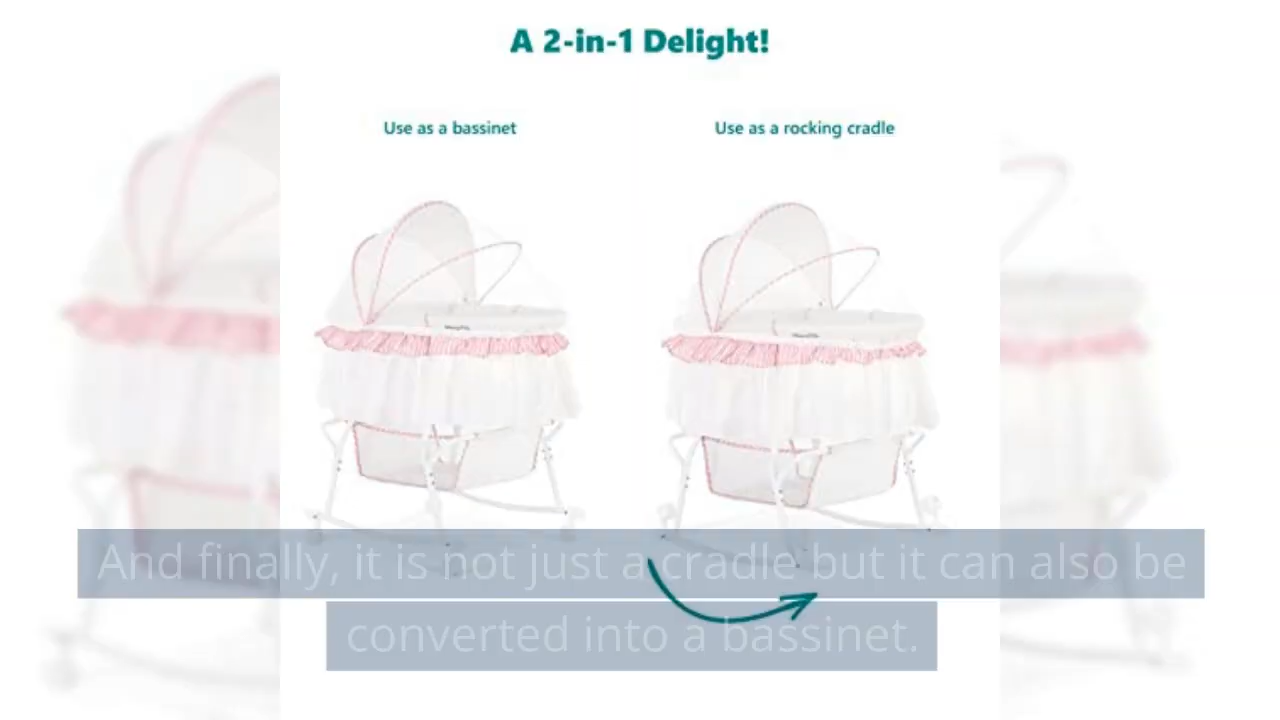 A 2-in-1 Delight!
Use as a bassinet
Use as a rocking cradle
And finally, it is not just a cradle but it can also be
converted into a bassinet.